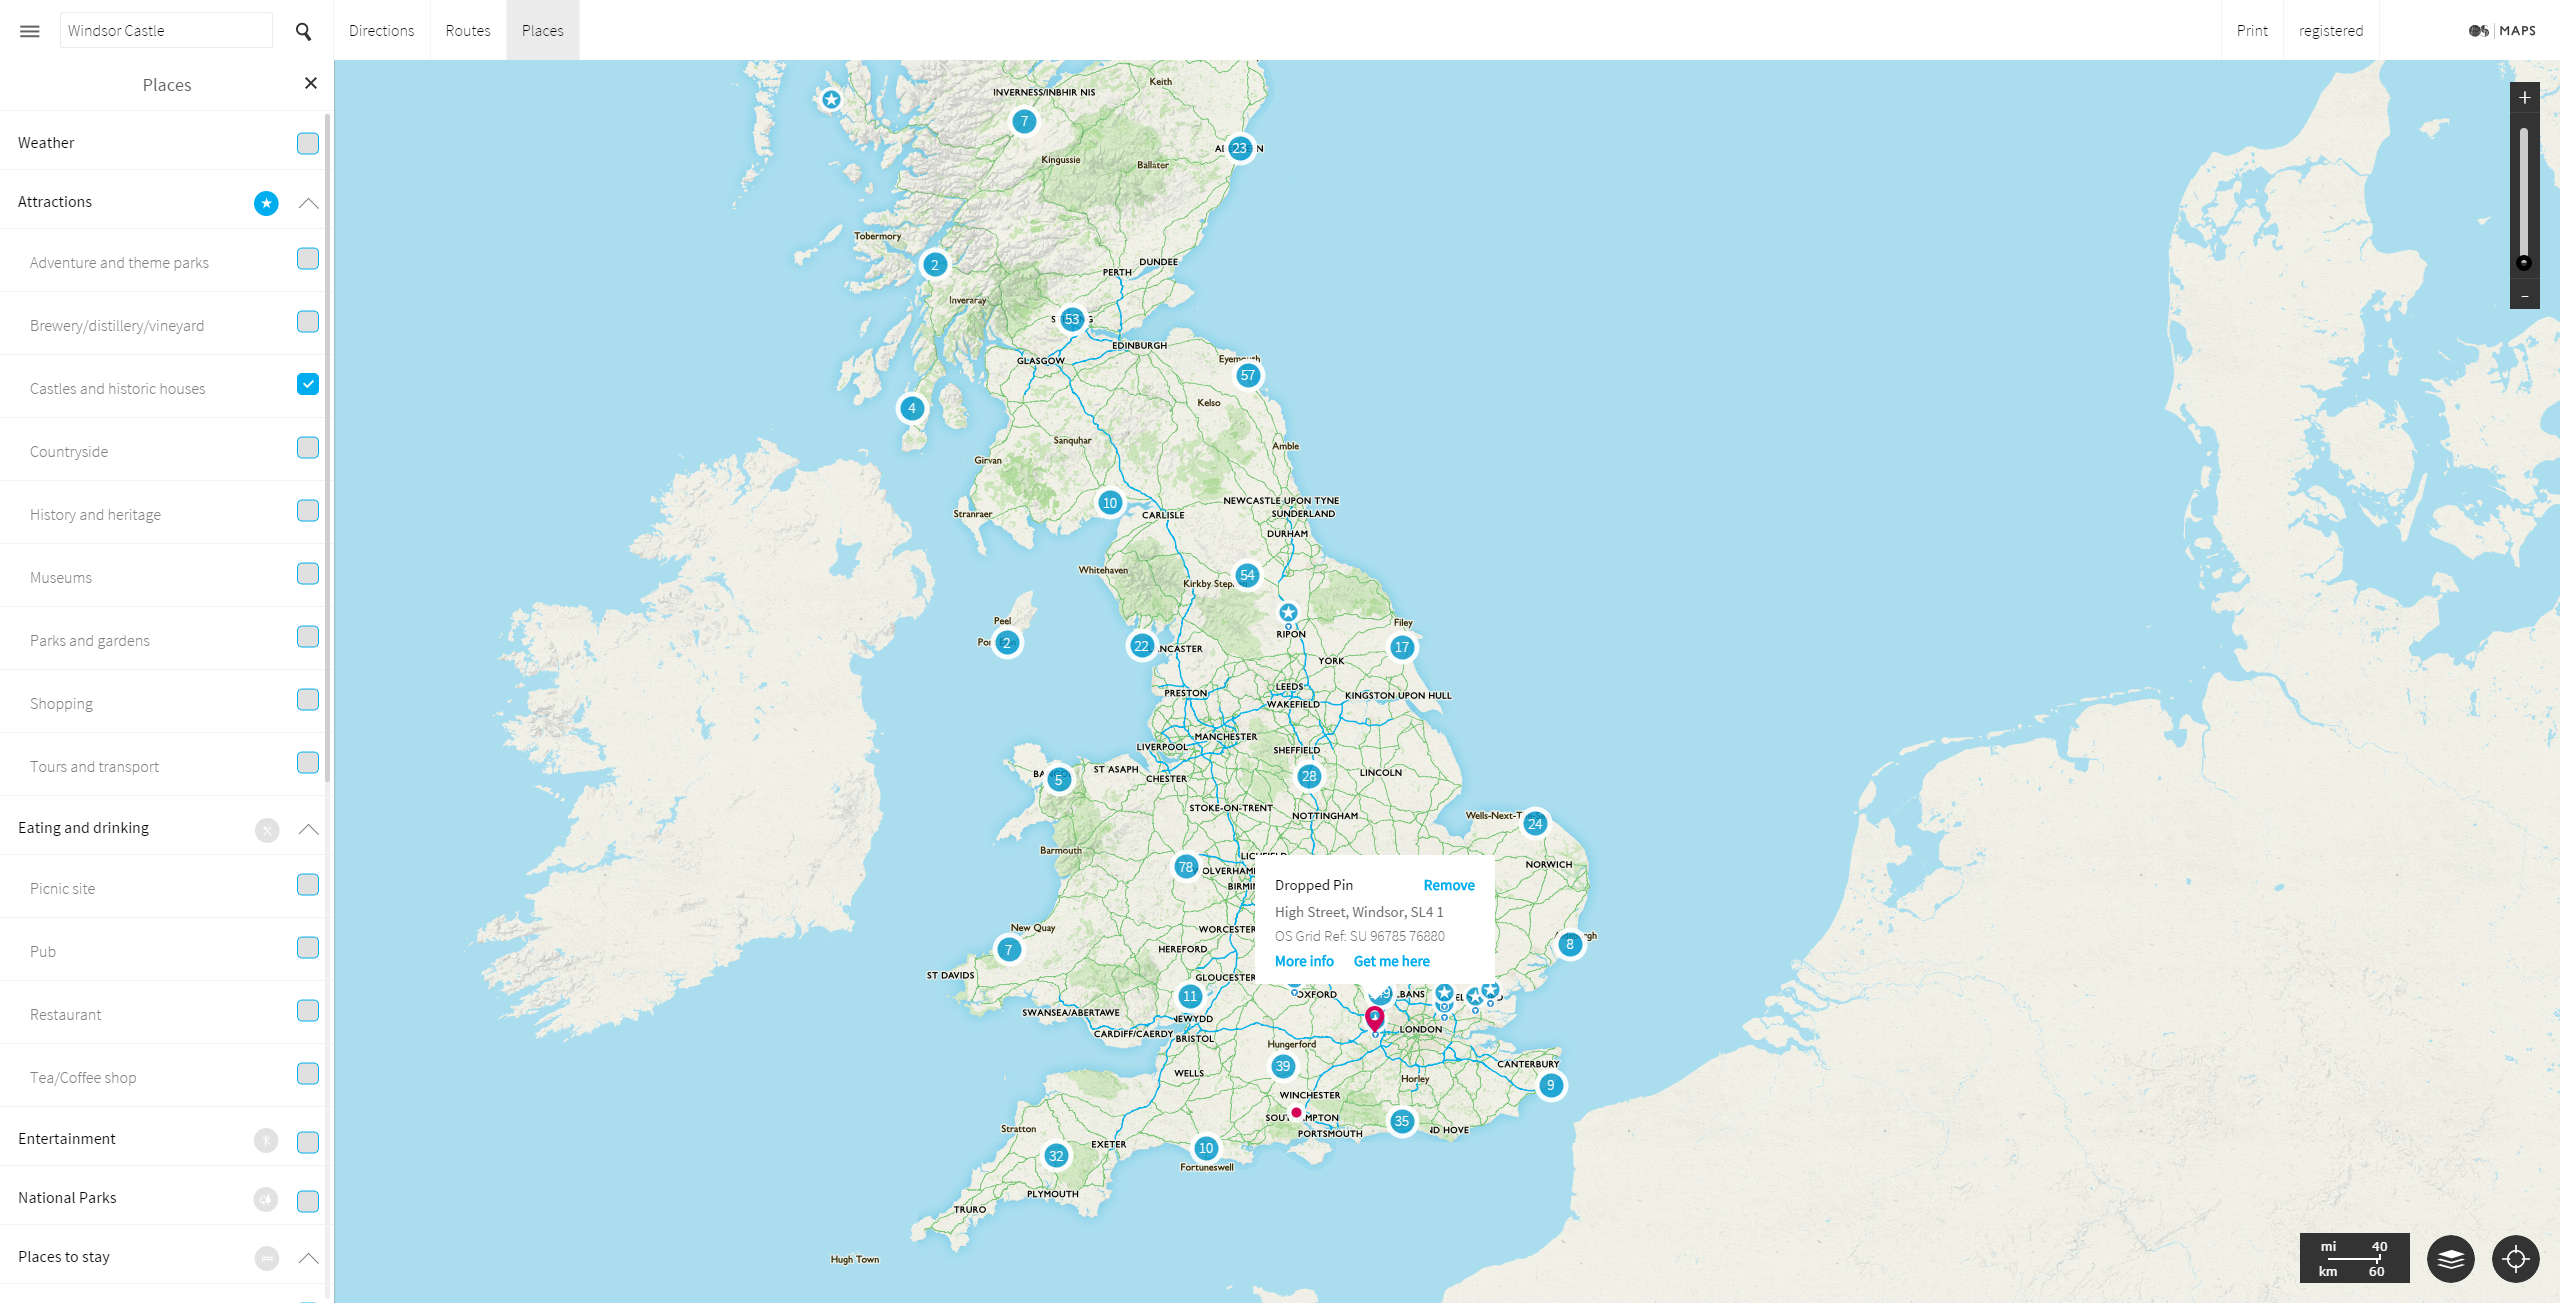 Windsor Castle
Directions
Routes
Places
Print
registered
OS MAPS
Places
Weather
Attractions
Adventure and theme parks
Brewery/distillery/vineyard
Castles and historic houses
Countryside
History and heritage
Museums
Parks and gardens
Shopping
Tours and transport
Eating and drinking
Picnic site
Pub
Restaurant
Tea/Coffee shop
Entertainment
National Parks
Places to stay
Keith
INVERNESS/INBHIR NIS
7
23
Kingussie
Ballater
Tobermory
2
DUNDEE
PERTH
Inveraray
53
EDINBURGH
GLASGOW
Eyemouth
57
4
Kelso
Sanquhar
Amble
Girvan
10
NEWCASTLE UPON TYNE
Stranraer
CARLISLE
SUNDERLAND
DURHAM
Whitehaven
54
Kirkby
Peel
Filey
RIPON
2
22
17
YORK
PRESTON
LEEDS
KINGSTON UPON HULL
WAKEFIELD
MANCHESTER
LIVERPOOL
SHEFFIELD
5
ST ASAPH
CHESTER
28
LINCOLN
STOKE-ON-TRENT
NOTTINGHAM
24
Barmouth
78
NORWICH
Dropped Pin
Remove
High Street, Windsor, SL4 1
OS Grid Ref: SU 96785 76880
More info
Get me here
New Quay
WORCESTER
7
HEREFORD
8
ST DAVIDS
GLOUCESTER
11
OXFORD
SWANSEA/ABERTAWE
LONDON
CARDIFF/CAERDY
BRISTOL
Hungerford
39
WELLS
CANTERBURY
Horley
9
WINCHESTER
35
PORTSMOUTH
Stratton
EXETER
10
32
Fortuneswell
PLYMOUTH
TRURO
Hugh Town
mi 40
km 60